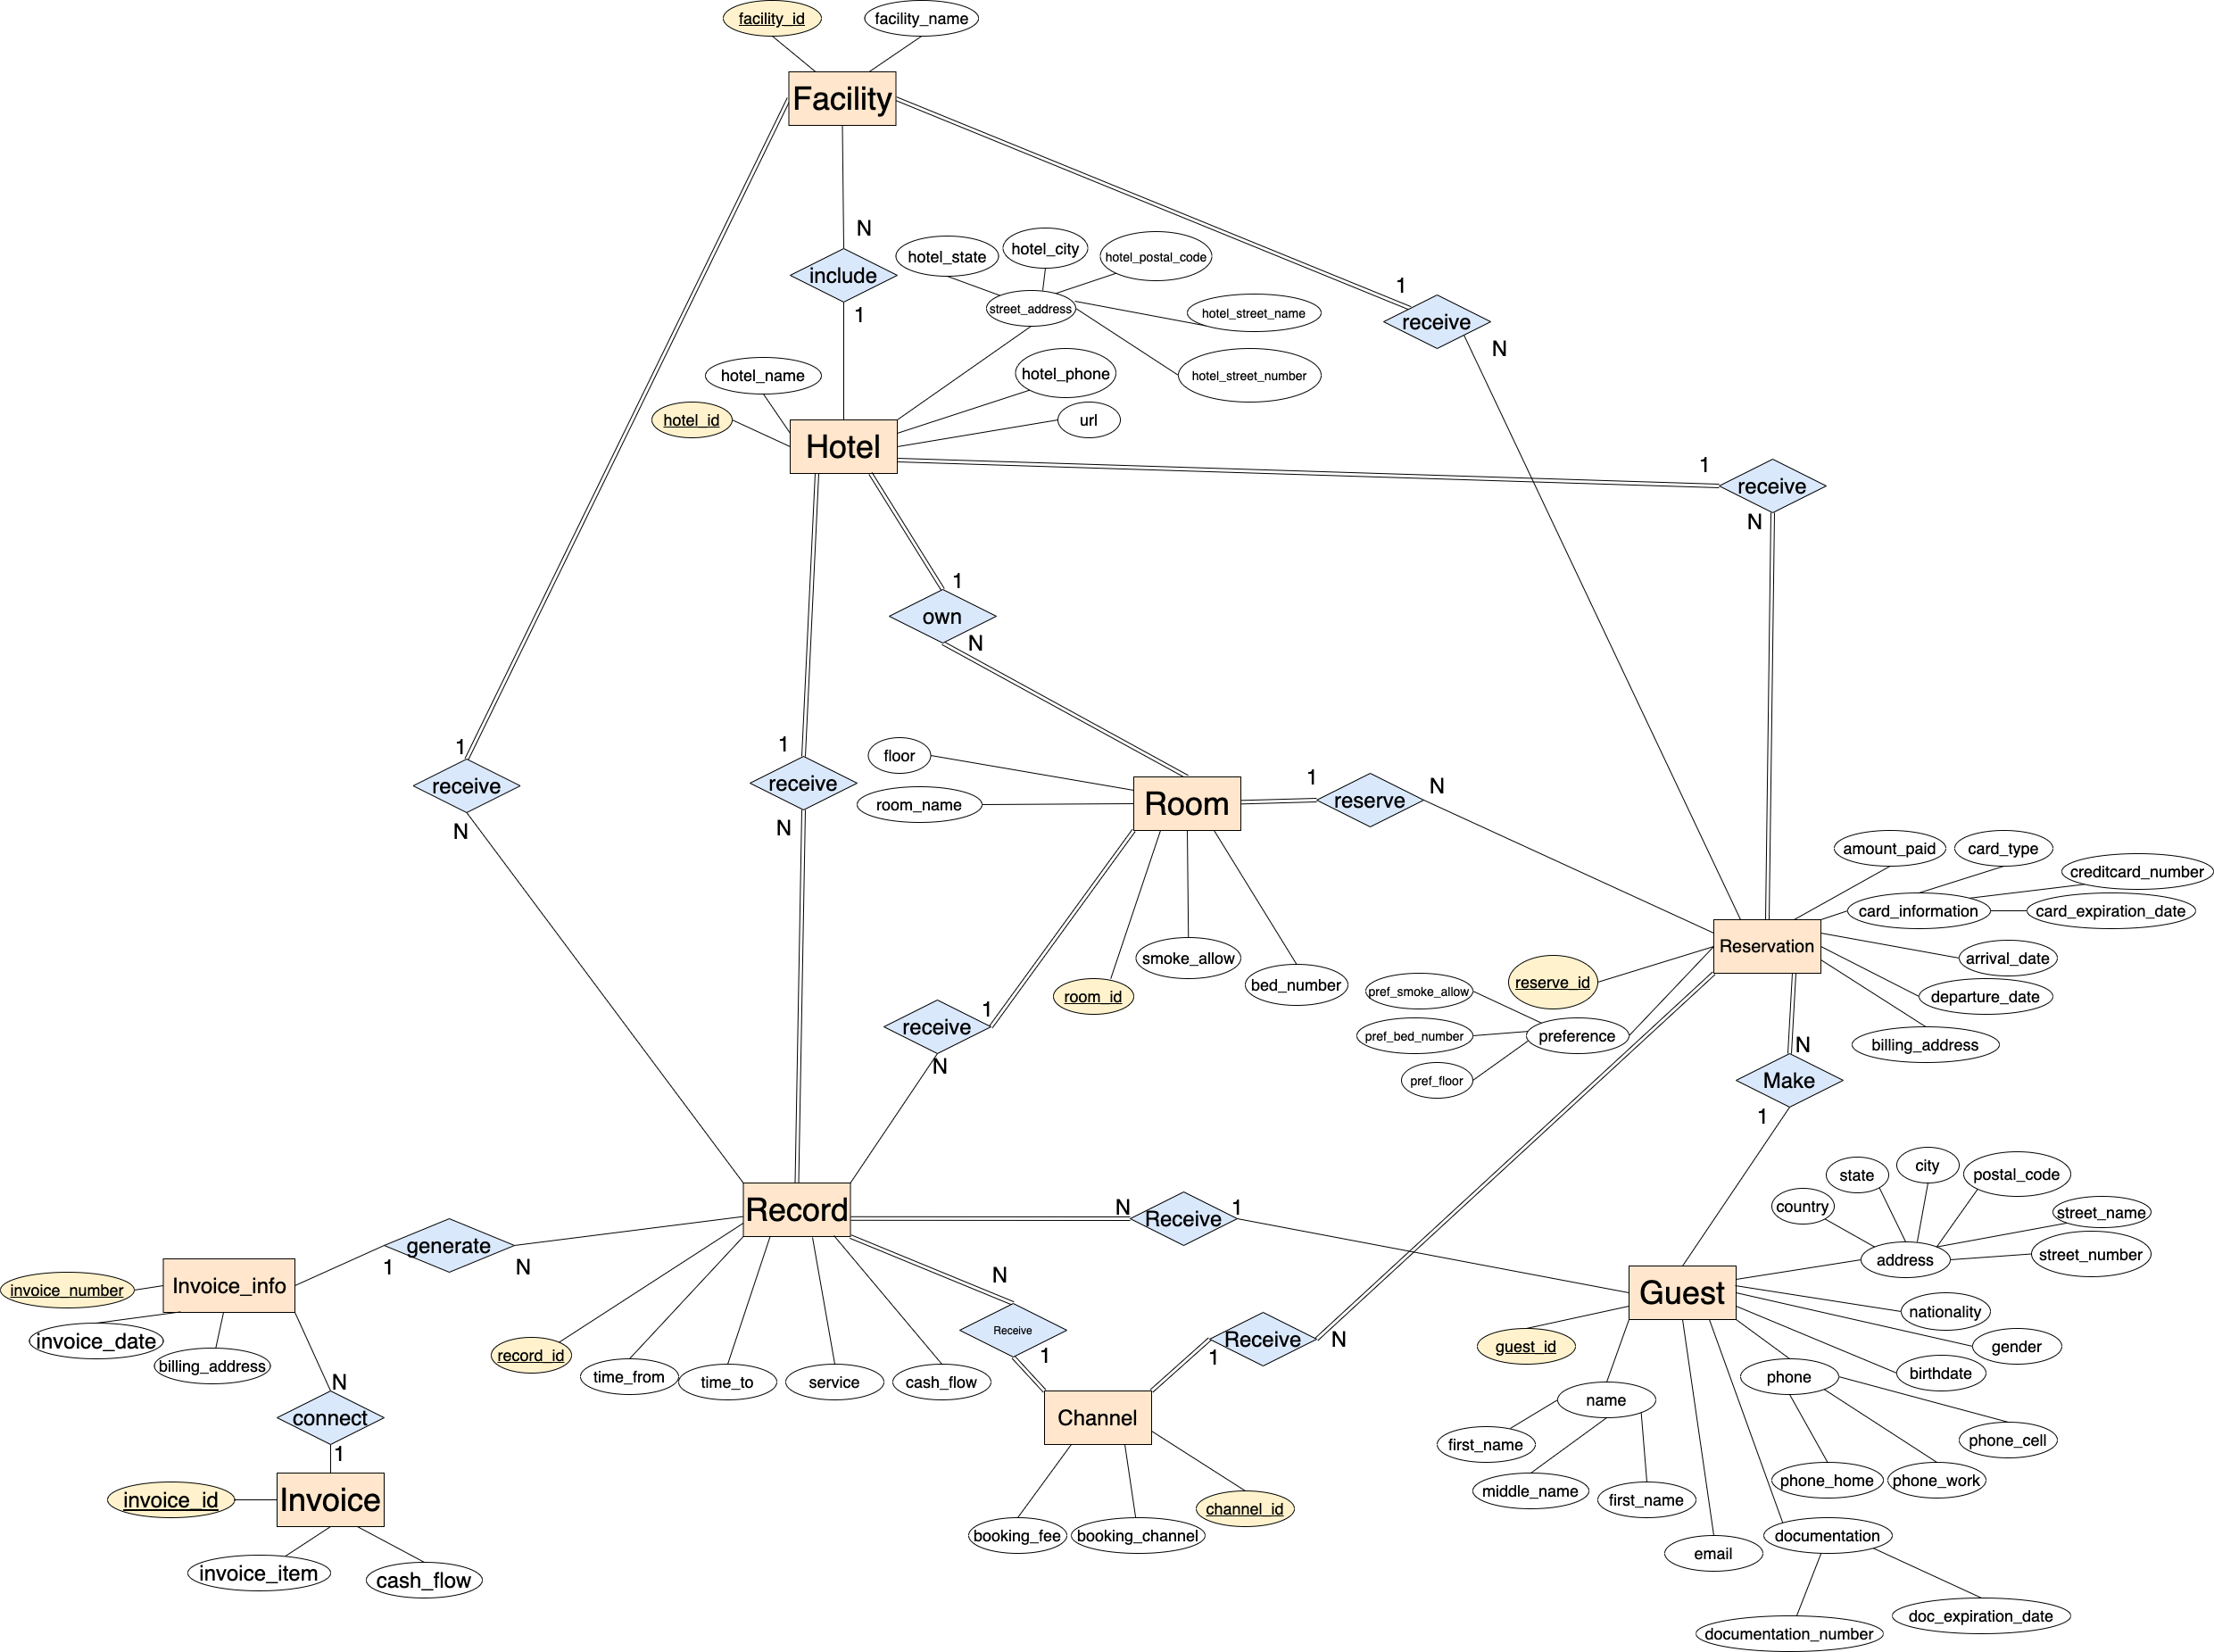 facility_id
facility_name
Facility
N
include
1
hotel_state
hotel_city
hotel_postal_code
street_address
hotel_street_name
hotel_street_number
1
receive
N
hotel_name
hotel_phone
hotel_id
url
Hotel
1
receive
N
1
own
N
1
receive
N
1
receive
N
floor
room_name
Room
1
reserve
N
room_id
smoke_allow
bed_number
1
receive
N
amount_paid
card_type
creditcard_number
card_information
card_expiration_date
Reservation
arrival_date
departure_date
billing_address
reserve_id
pref_smoke_allow
pref_bed_number
preference
pref_floor
N
Make
1
state
city
postal_code
country
street_name
address
street_number
Record
N
Receive
1
generate
1
N
Invoice_info
invoice_number
invoice_date
billing_address
N
Receive
1
Receive
1
N
Guest
nationality
gender
birthdate
guest_id
phone
name
first_name
middle_name
first_name
phone_cell
phone_home
phone_work
record_id
time_from
time_to
service
cash_flow
N
connect
1
Channel
invoice_id
Invoice
invoice_item
cash_flow
channel_id
booking_fee
booking_channel
email
documentation
doc_expiration_date
documentation_number